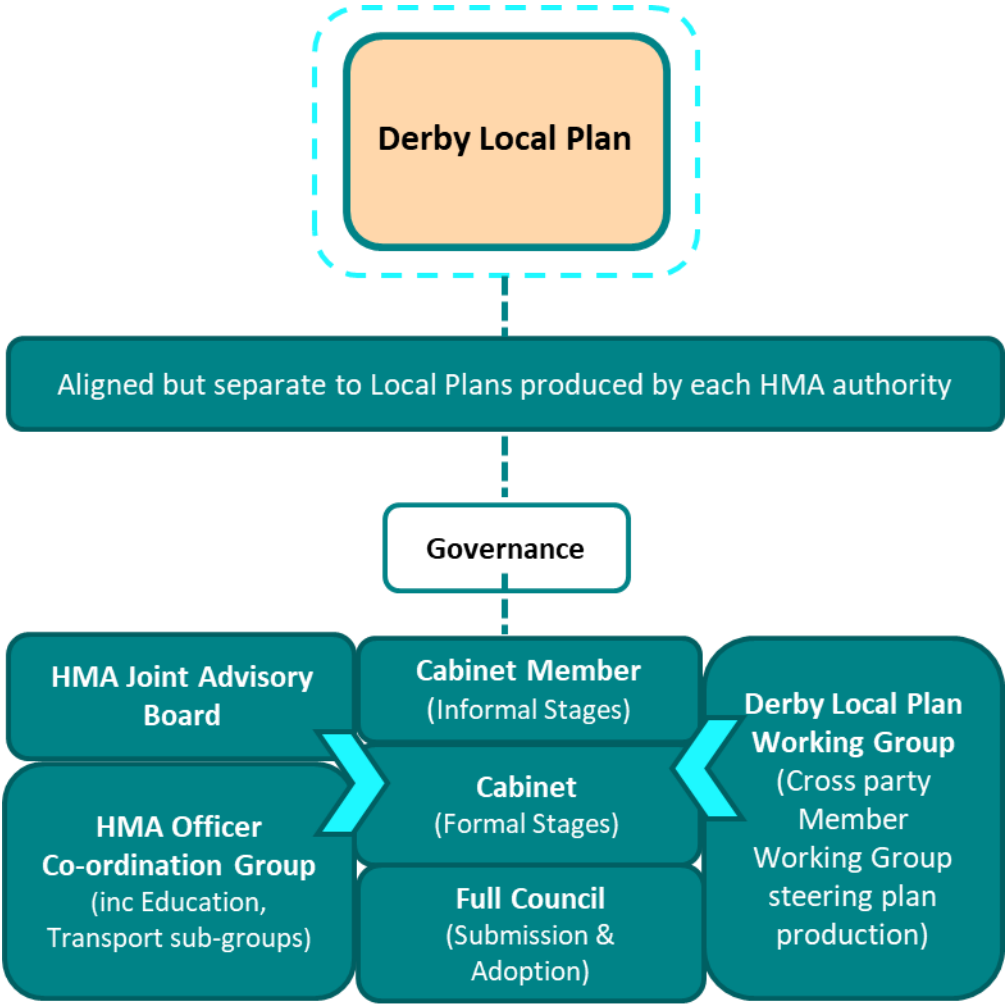 Derby Local Plan
Aligned but separate to Local Plans produced by each HMA authority
Governance
HMA Joint Advisory
Board
HMA Officer
Co-ordination Group
(inc Education,
Transport sub-groups)
Cabinet Member
(Informal Stages)
Cabinet
(Formal Stages)
Full Council
(Submission &
Adoption)
Derby Local Plan
Working Group
(Cross party
Member
Working Group
steering plan
production)